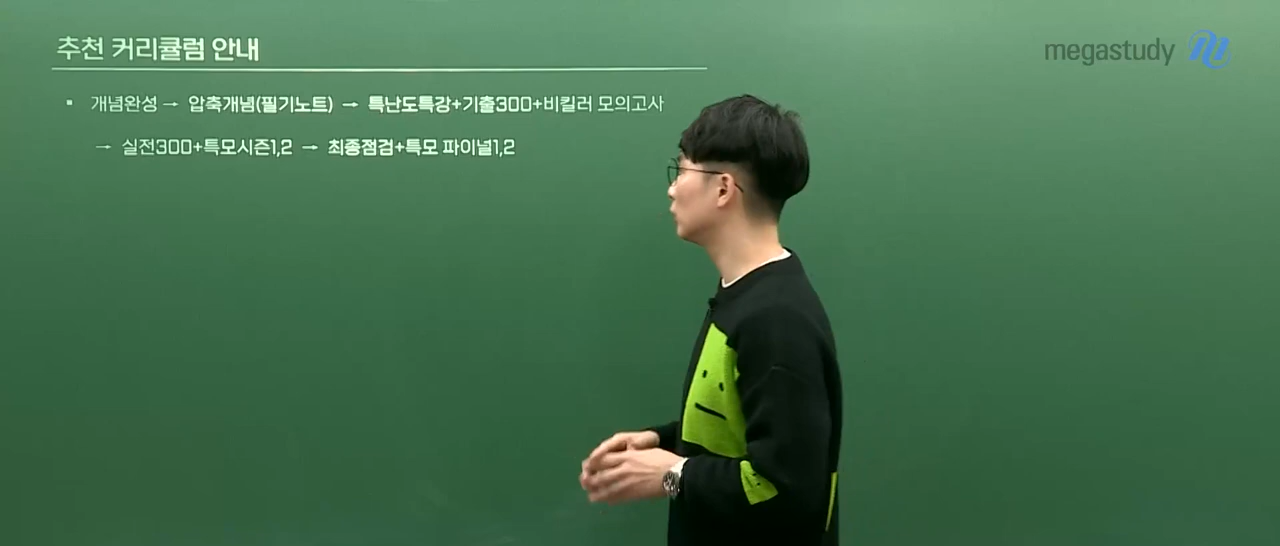 추천 커리큘럼 안내
megastudy
▪ 개념완성 → 압축개념(필기노트) → 특난도특강+기출300+비킬러 모의고사
→ 실전300+특모시즌1,2 → 최종점검+특모 파이널1,2